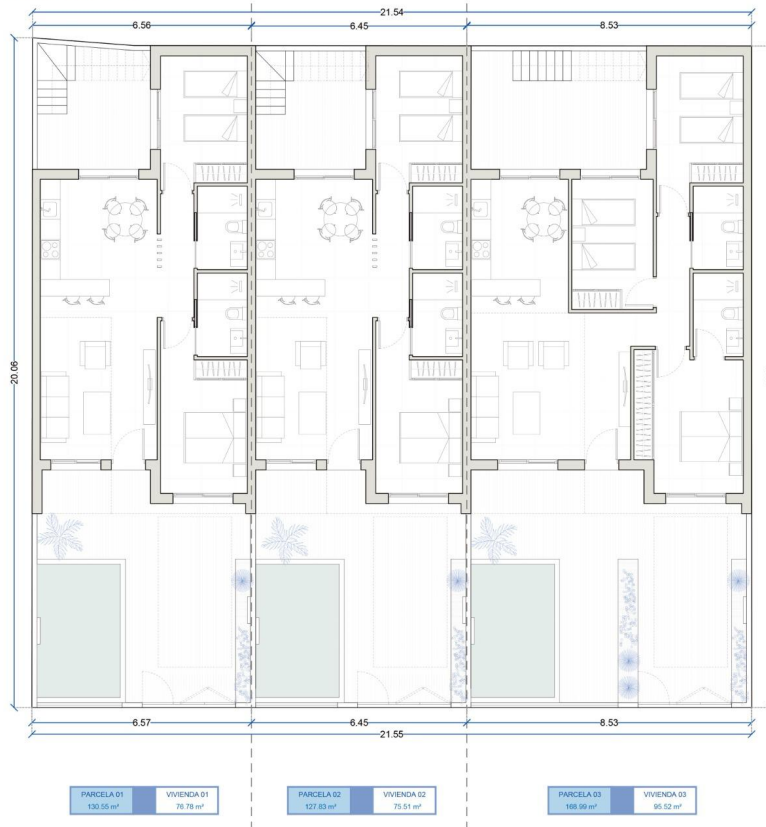 21.54
6.56
6.45
8.53
20.06
6.57
6.45
8.53
21.55
PARCELA 01
130.55 m²
VIVIENDA 01
76.78 m²
PARCELA 02
127.83 m²
VIVIENDA 02
75.51 m²
PARCELA 03
168.99 m²
VIVIENDA 03
95.52 m²